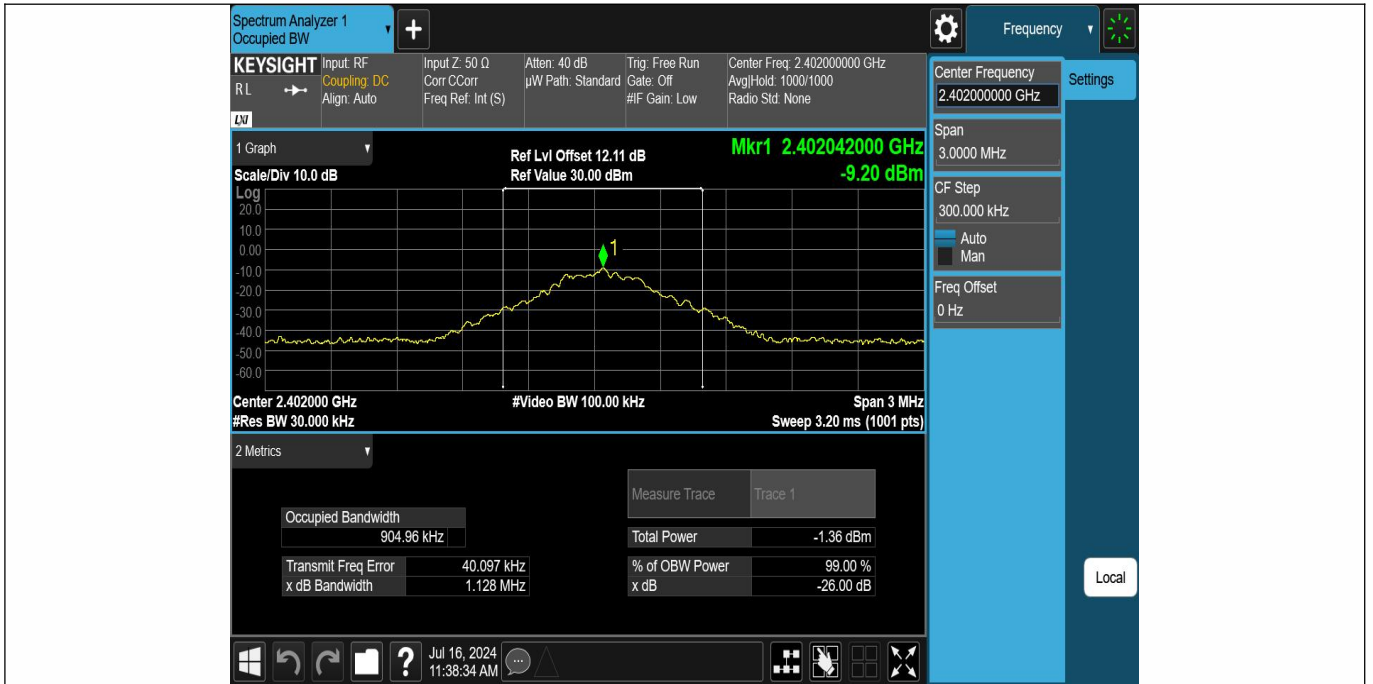 Spectrum Analyzer 1
Occupied BW
+
Frequency
KEYSIGHT
RL
LXI
Input: RF
Coupling: DC
Align: Auto
Input Z: 50 Ω
Corr CCorr
Freq Ref: Int (S)
Atten: 40 dB
µW Path: Standard
Trig: Free Run
Gate: Off
#IF Gain: Low
Center Freq: 2.402000000 GHz
Avg|Hold: 1000/1000
Radio Std: None
Center Frequency
2.402000000 GHz
Settings
Span
3.0000 MHz
CF Step
300.000 kHz
Auto
Man
Freq Offset
0 Hz
Local
1 Graph
Scale/Div 10.0 dB
Ref Lvl Offset 12.11 dB
Ref Value 30.00 dBm
Mkr1 2.402042000 GHz
-9.20 dBm
Log
20.0
10.0
0.00
-10.0
-20.0
-30.0
-40.0
-50.0
-60.0
1
Center 2.402000 GHz
#Res BW 30.000 kHz
#Video BW 100.00 kHz
Span 3 MHz
Sweep 3.20 ms (1001 pts)
2 Metrics
Measure Trace Trace 1
Occupied Bandwidth
904.96 kHz
Total Power -1.36 dBm
Transmit Freq Error 40.097 kHz
% of OBW Power 99.00 %
x dB Bandwidth 1.128 MHz
x dB -26.00 dB
?
Jul 16, 2024
11:38:34 AM